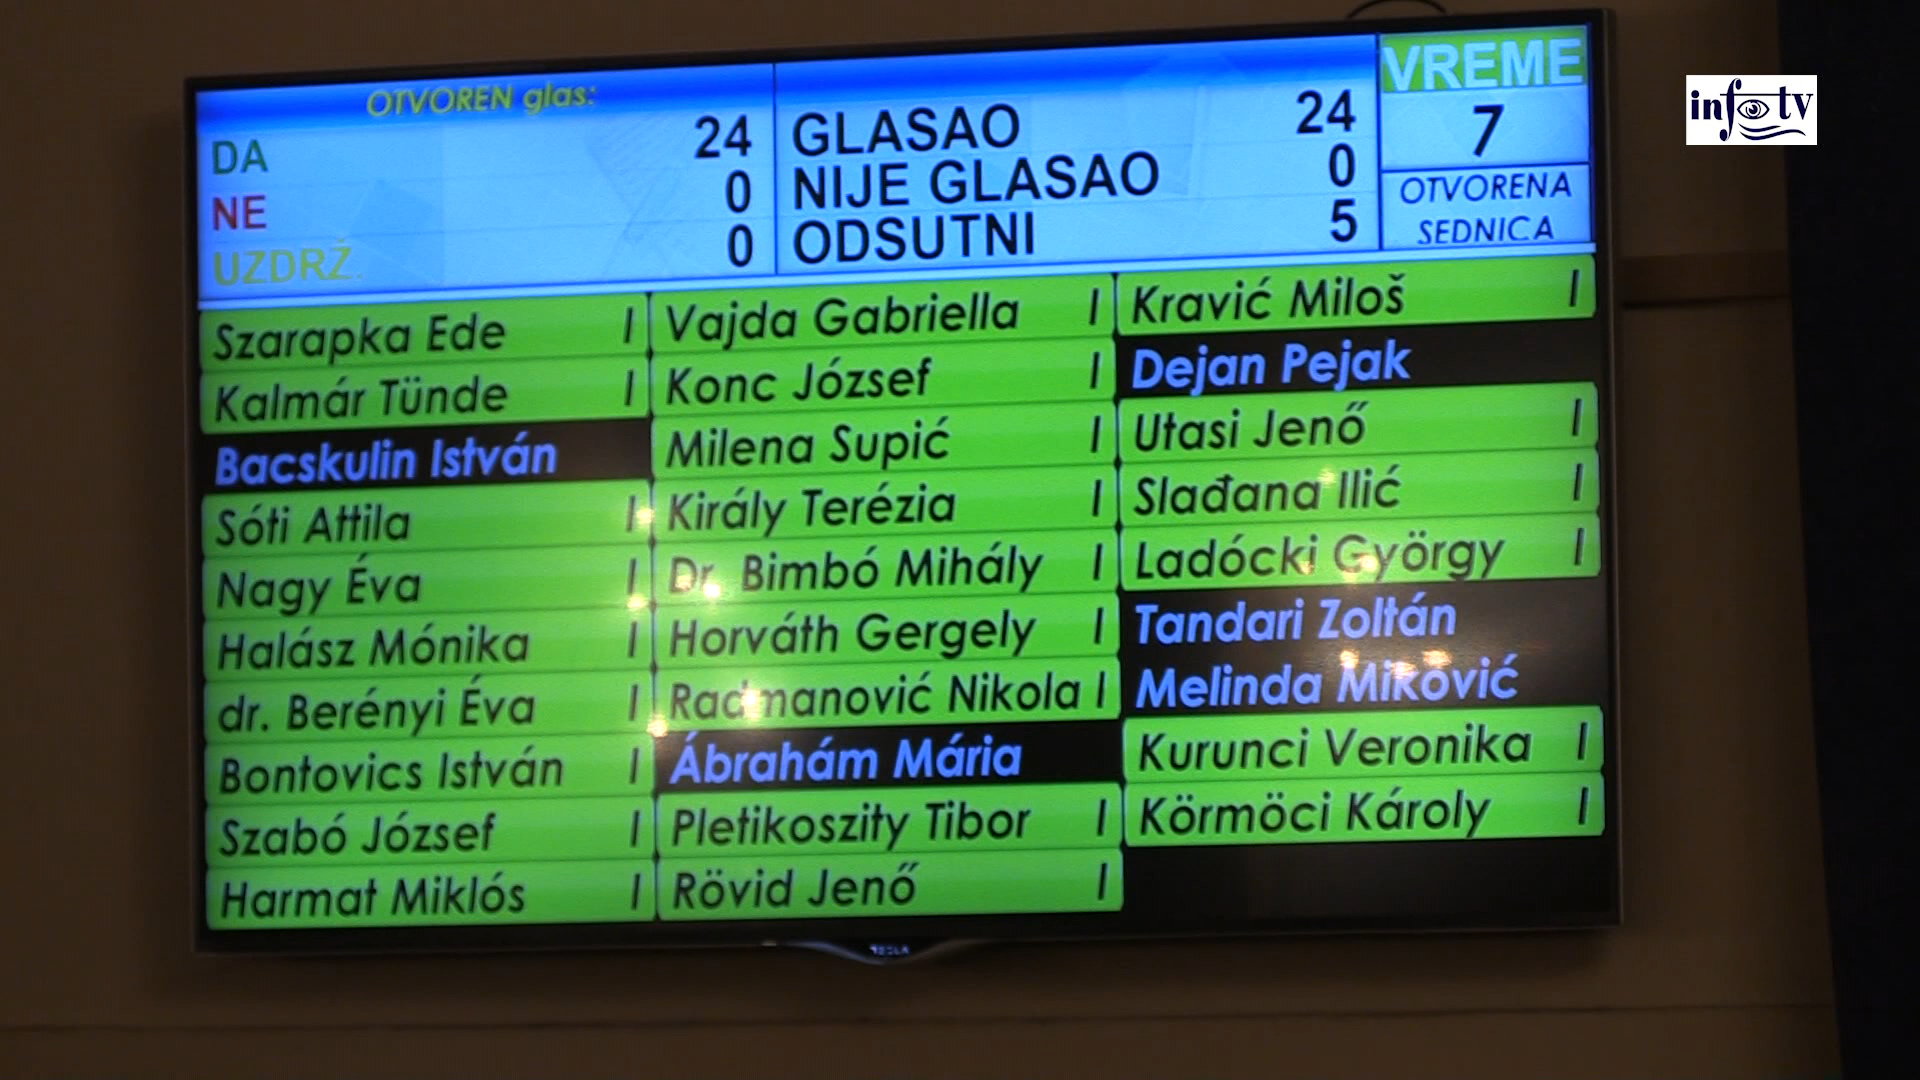 OTVOREN glas:
DA 24
NE 0
UZDRŽ. 0
GLASAO 24
NIJE GLASAO 0
ODSUTNI 5
VREME
7
OTVORENA
SEDNICA
info tv
Szarapka Ede I
Kalmár Tünde I
Bacskulin István
Sóti Attila I
Nagy Éva I
Halász Mónika I
dr. Berényi Éva I
Bontovics István I
Szabó József I
Harmat Miklós I
Vajda Gabriella I
Konc József I
Milena Supić I
Király Terézia I
Dr. Bimbó Mihály I
Horváth Gergely I
Radmanović Nikola I
Ábrahám Mária
Pletikoszity Tibor I
Rövid Jenő I
Kravić Miloš I
Dejan Pejak
Utasi Jenő I
Slađana Ilić I
Ladócki György I
Tandari Zoltán
Melinda Miković
Kurunci Veronika I
Körmöci Károly I
TESLA